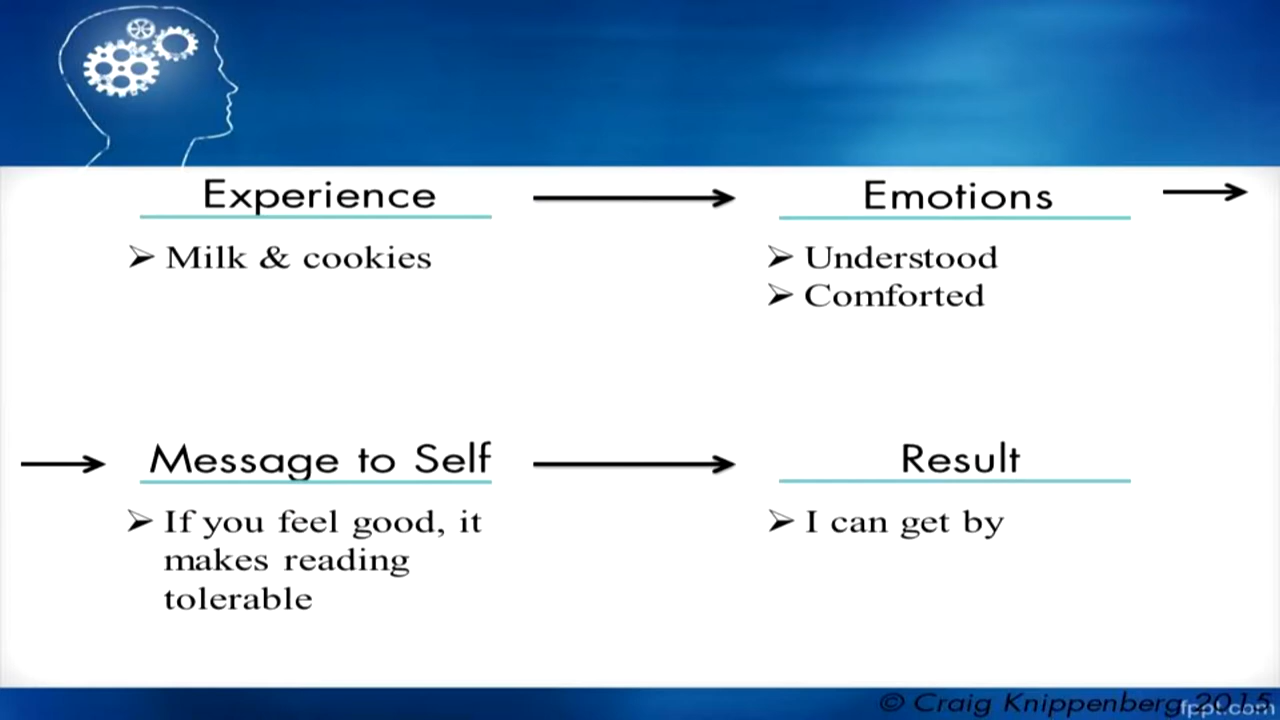 Experience
Emotions
➢ Milk & cookies
➢ Understood
➢ Comforted
Message to Self
Result
➢ If you feel good, it
makes reading
tolerable
➢ I can get by
© Craig Knippenberg 2015
fppt.com